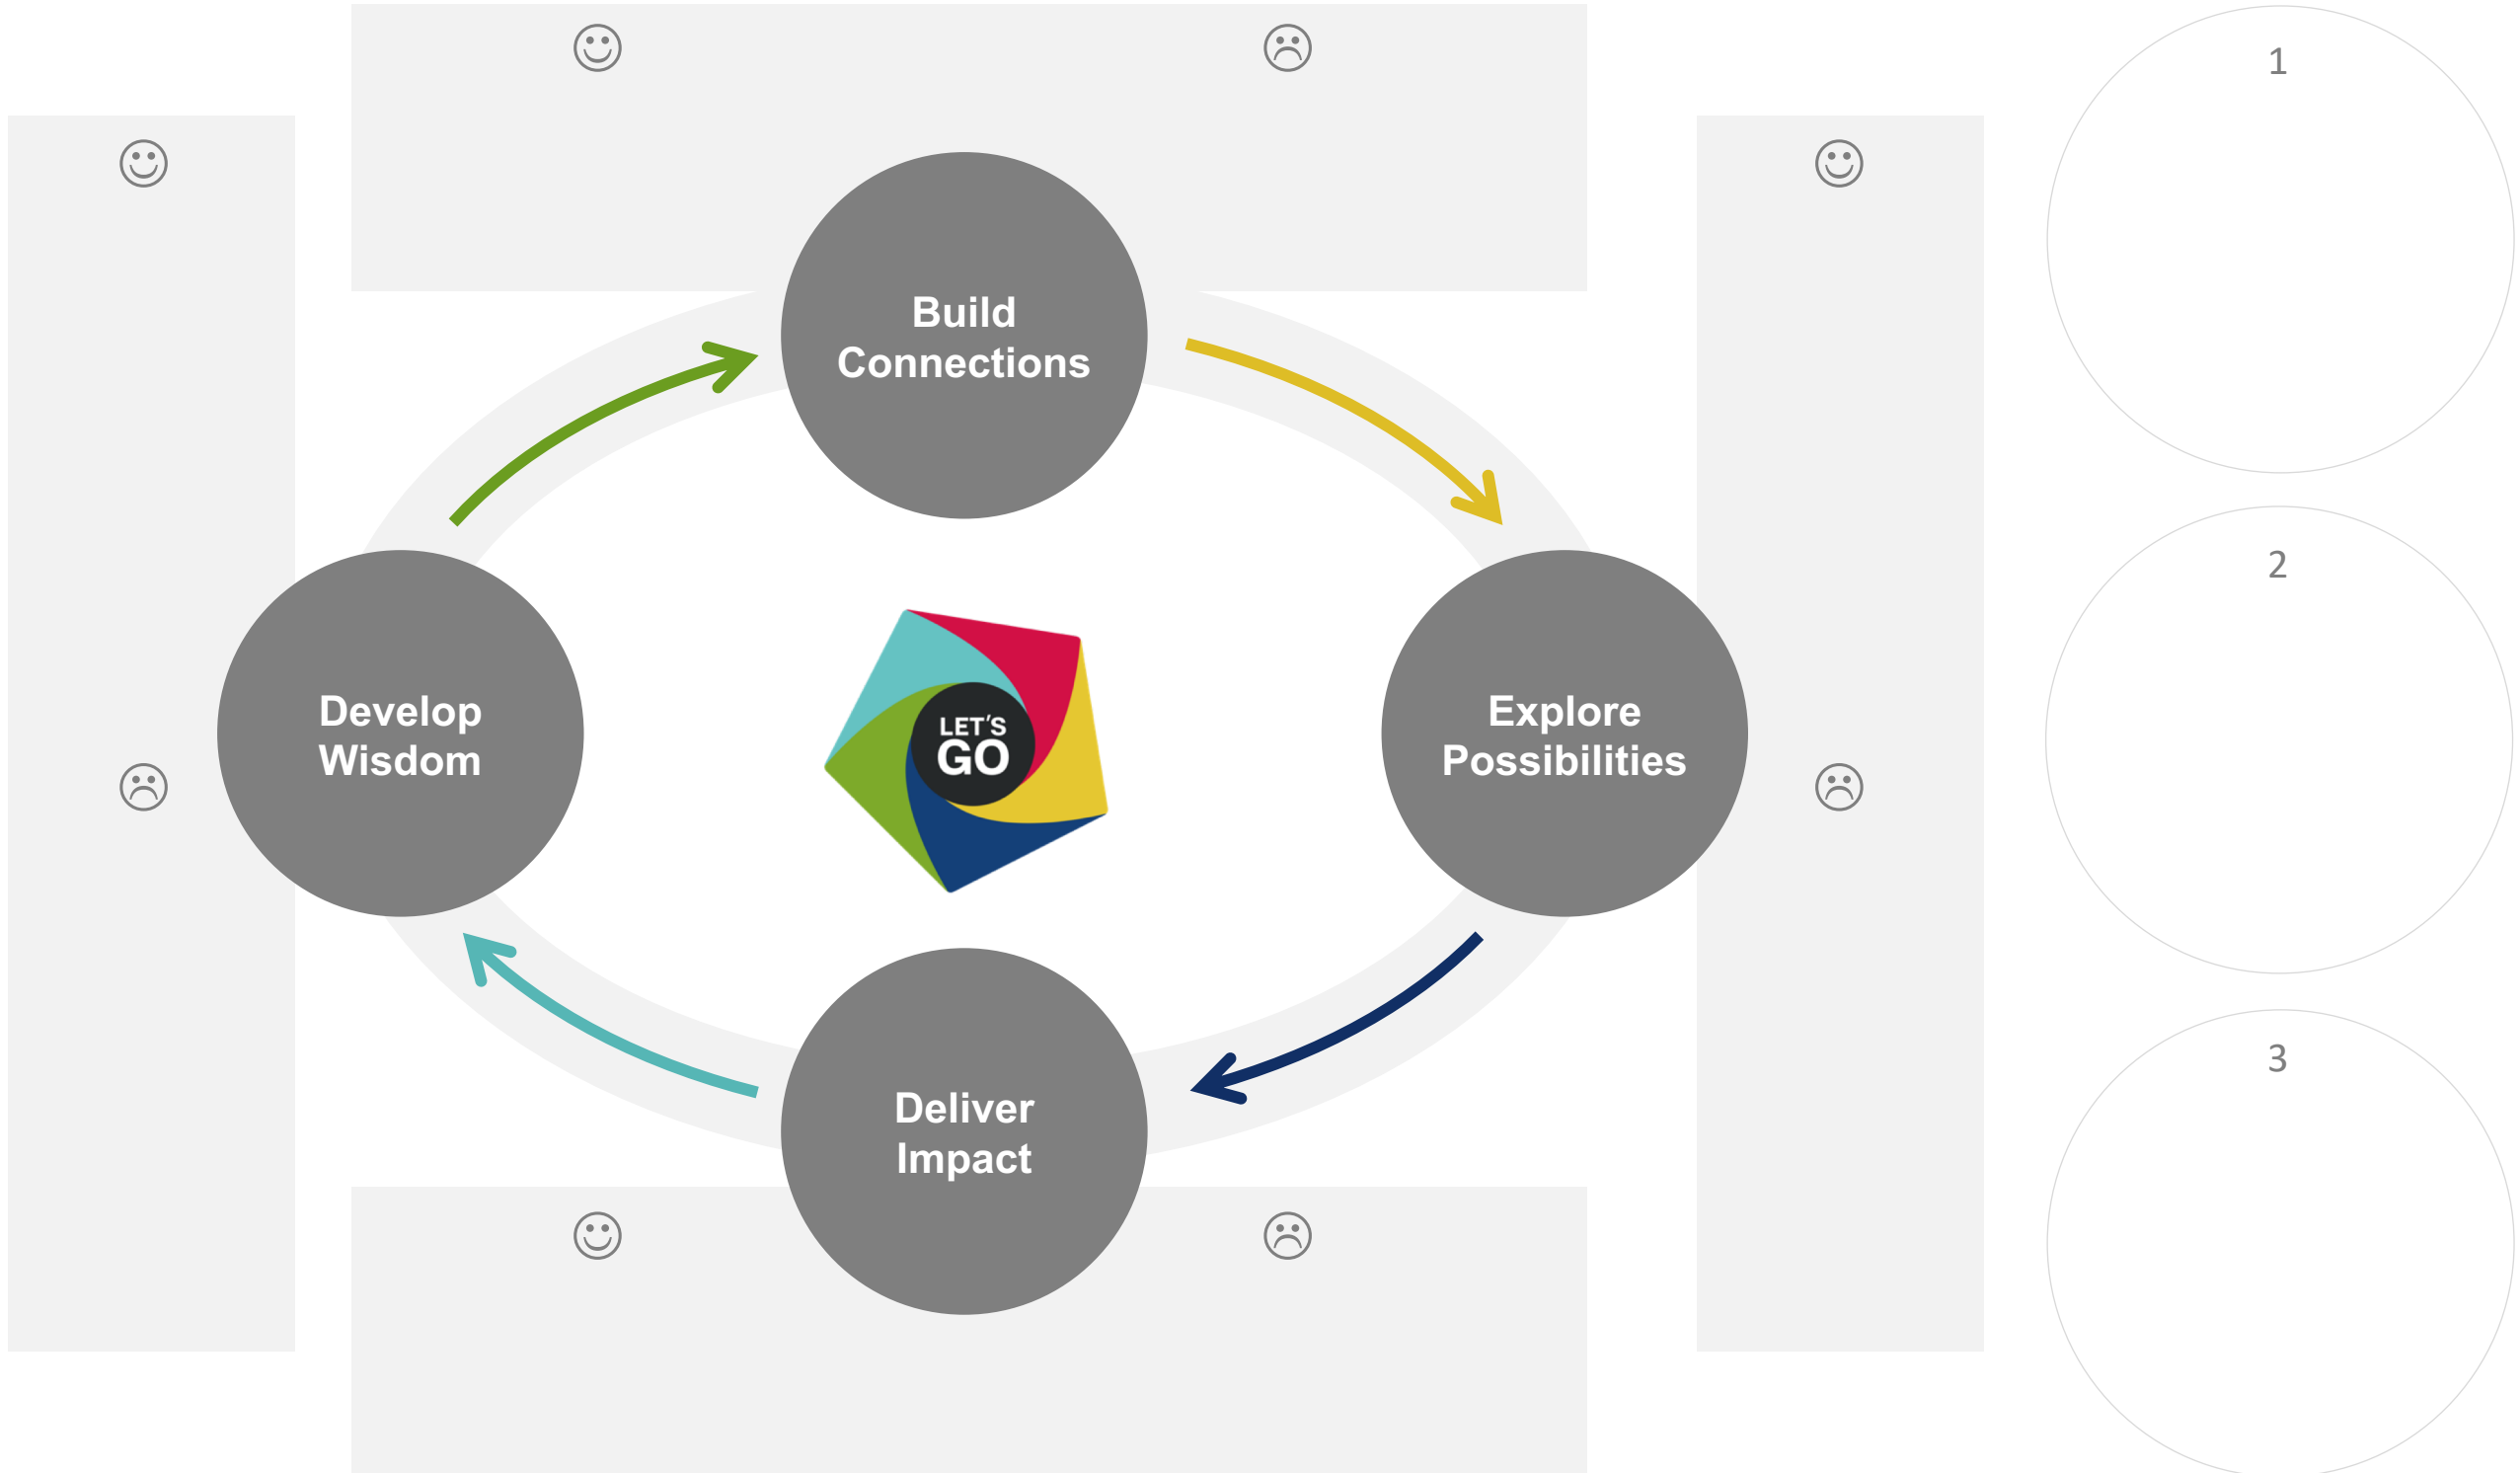 1
Build
Connections
2
Develop
Wisdom
LET'S
GO
Explore
Possibilities
3
Deliver
Impact